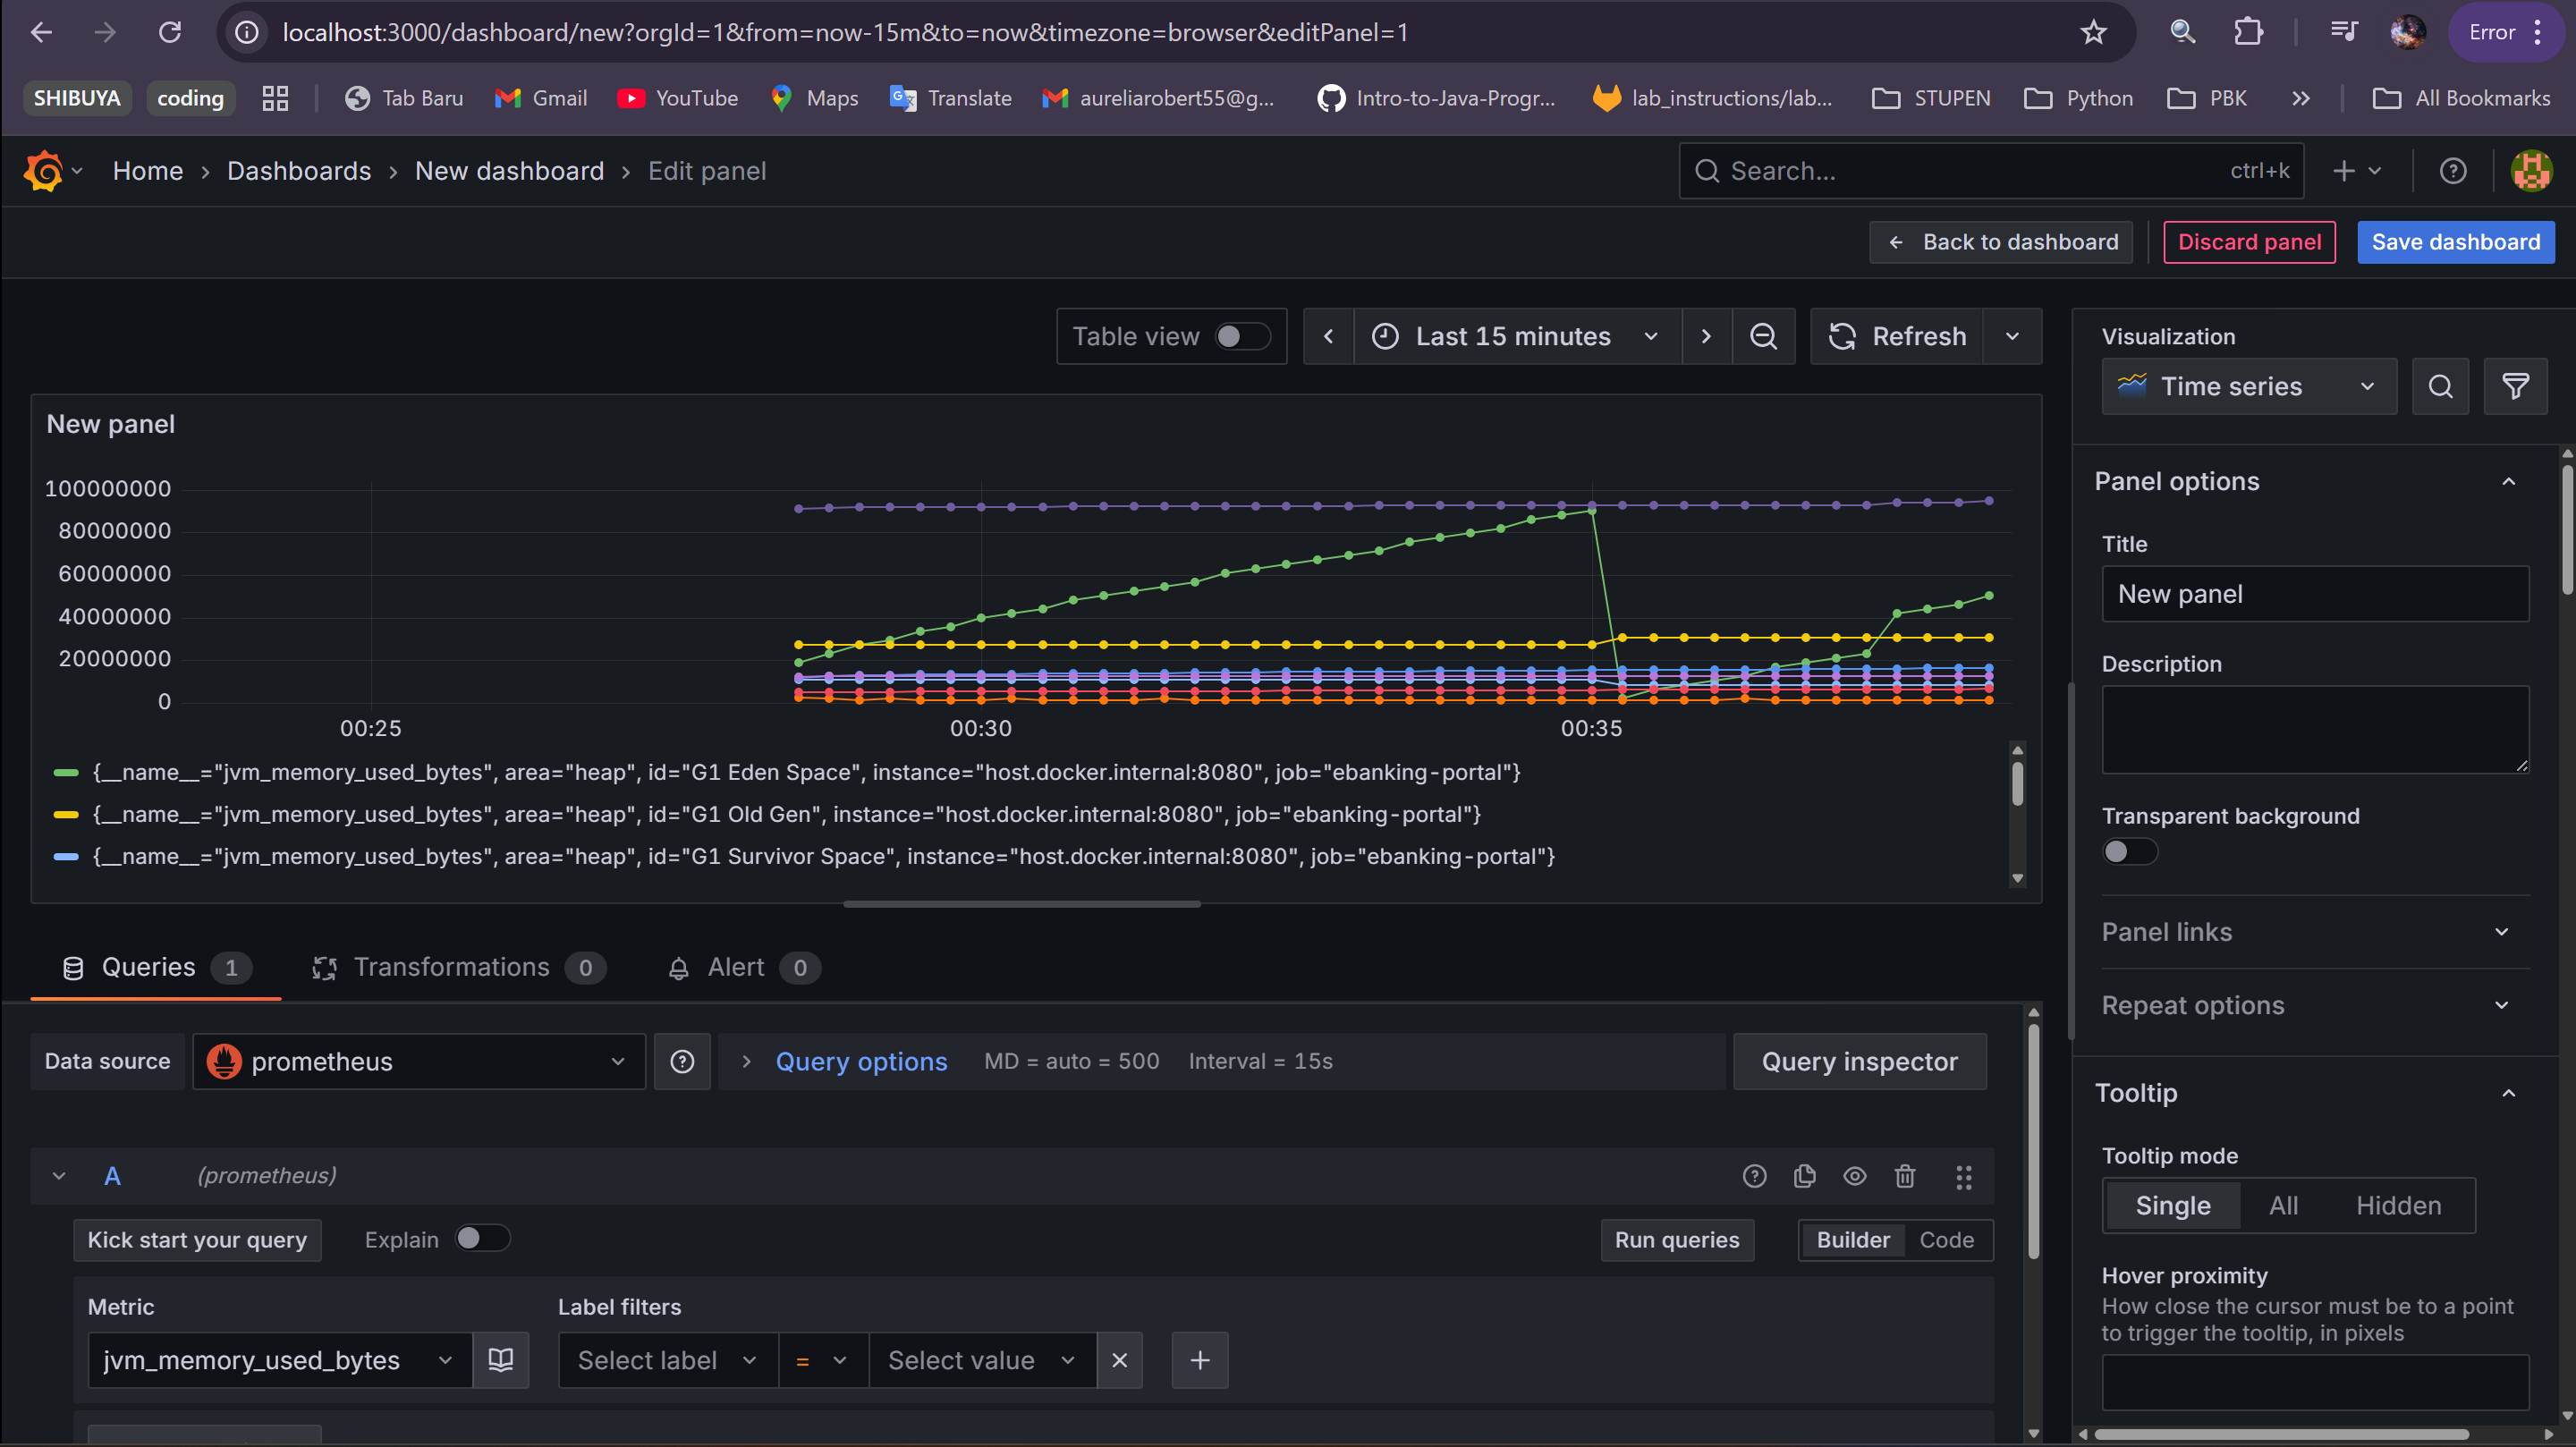 localhost:3000/dashboard/new?orgId=1&from=now-15m&to=now&timezone=browser&editPanel=1
Error
SHIBUYA coding Tab Baru Gmail YouTube Maps Translate aureliarobert55@g... Intro-to-Java-Progr... lab_instructions/lab... STUPEN Python PBK » All Bookmarks
Home › Dashboards › New dashboard › Edit panel
Search... ctrl+k
Back to dashboard Discard panel Save dashboard
Table view Last 15 minutes Refresh
New panel
100000000
80000000
60000000
40000000
20000000
0
00:25 00:30 00:35
{__name__="jvm_memory_used_bytes", area="heap", id="G1 Eden Space", instance="host.docker.internal:8080", job="ebanking-portal"}
{__name__="jvm_memory_used_bytes", area="heap", id="G1 Old Gen", instance="host.docker.internal:8080", job="ebanking-portal"}
{__name__="jvm_memory_used_bytes", area="heap", id="G1 Survivor Space", instance="host.docker.internal:8080", job="ebanking-portal"}
Queries 1 Transformations 0 Alert 0
Data source prometheus Query options MD = auto = 500 Interval = 15s Query inspector
A (prometheus)
Kick start your query Explain Run queries Builder Code
Metric Label filters
jvm_memory_used_bytes Select label = Select value
Visualization
Time series
Panel options
Title
New panel
Description
Transparent background
Panel links
Repeat options
Tooltip
Tooltip mode
Single All Hidden
Hover proximity
How close the cursor must be to a point
to trigger the tooltip, in pixels